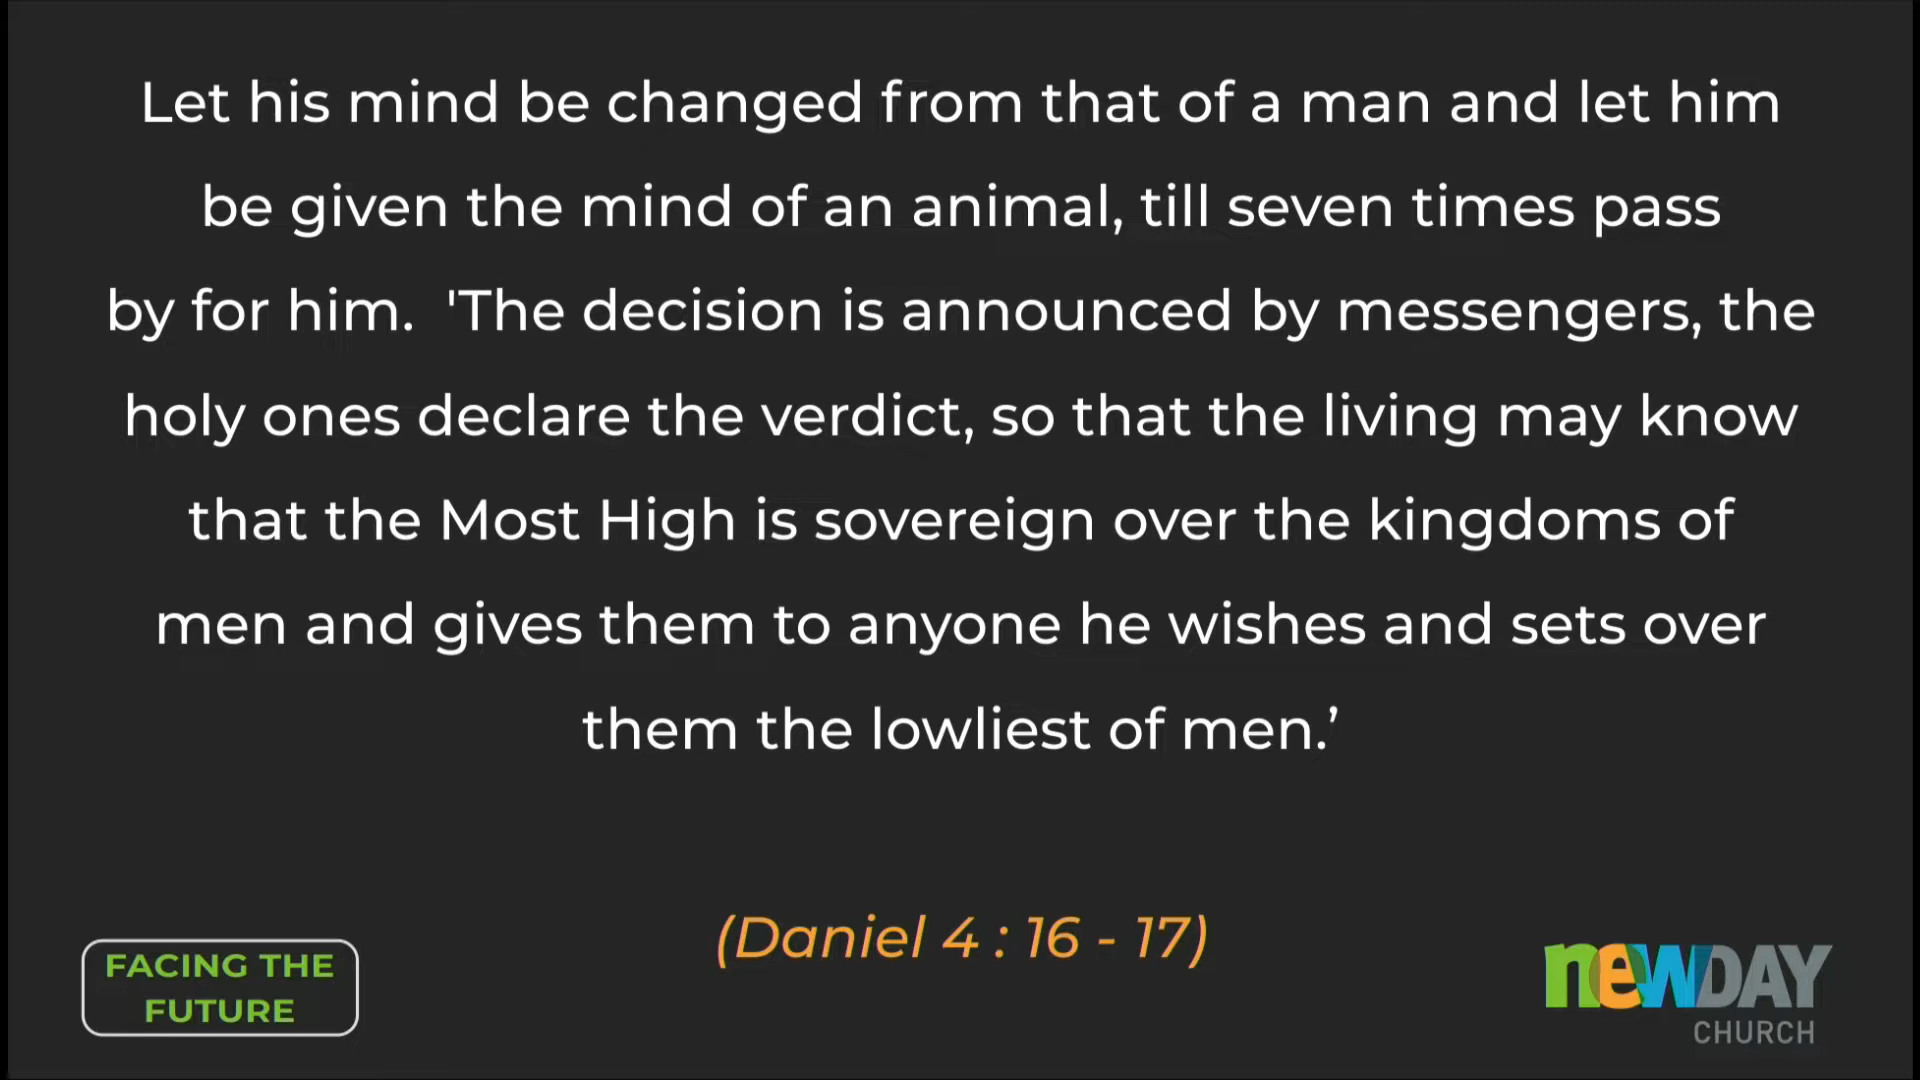 Let his mind be changed from that of a man and let him
be given the mind of an animal, till seven times pass
by for him.  'The decision is announced by messengers, the
holy ones declare the verdict, so that the living may know
that the Most High is sovereign over the kingdoms of
men and gives them to anyone he wishes and sets over
them the lowliest of men.’
(Daniel 4 : 16 - 17)
FACING THE
FUTURE
newDAY
CHURCH